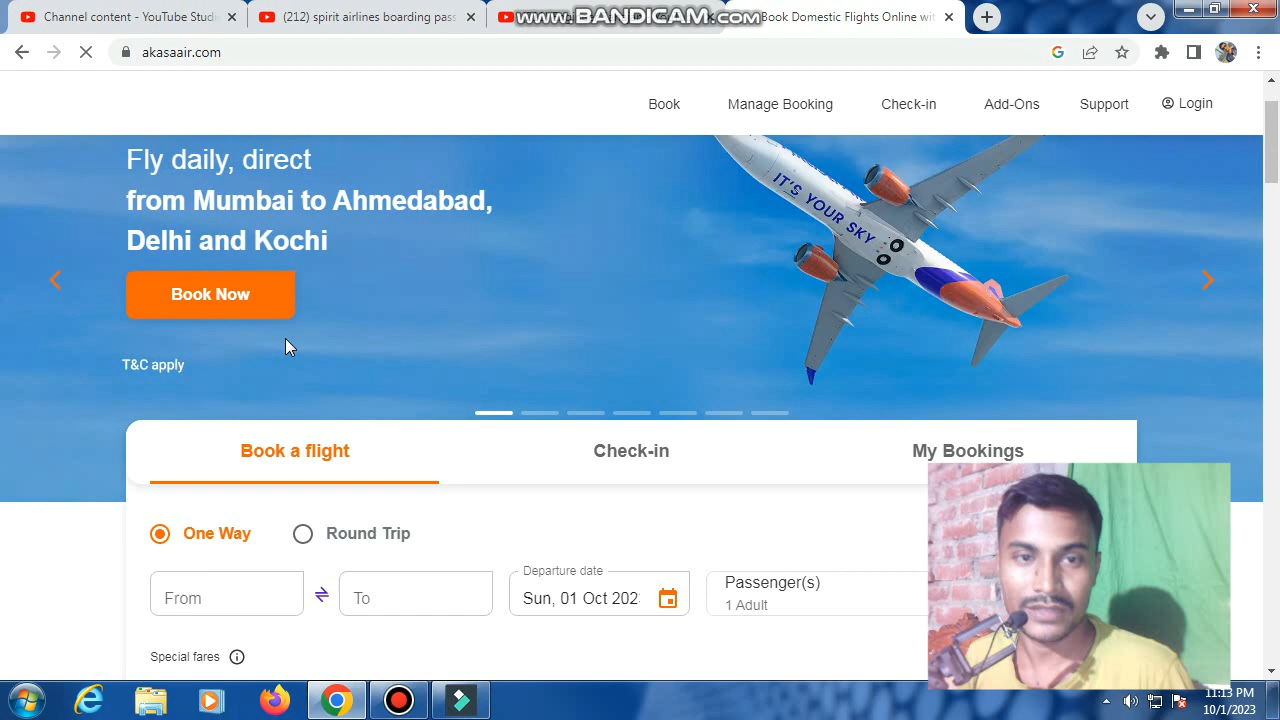 Content channel - YouTube Studi
(212) spirit airlines boarding pass
www.BANDICAM.com
Book Domestic Flights Online wit
akasaair.com
Book
Manage Booking
Check-in
Add-Ons
Support
Login
Fly daily, direct
from Mumbai to Ahmedabad,
Delhi and Kochi
Book Now
T&C apply
IT'S YOUR SKY
Book a flight
Check-in
My Bookings
One Way
Round Trip
From
To
Departure date
Sun, 01 Oct 202
Passenger(s)
1 Adult
Special fares
11:13 PM
10/1/2023